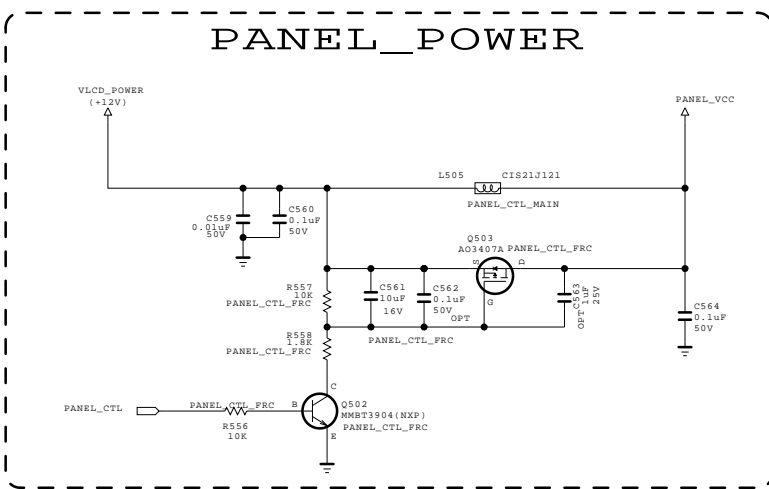 PANEL_POWER
VLCD_POWER
(+12V)
PANEL_VCC
L505
CIS21J121
PANEL_CTL_MAIN
C559
0.01uF
50V
C560
0.1uF
50V
Q503
AO3407A
PANEL_CTL_FRC
S
D
G
R557
10K
PANEL_CTL_FRC
C561
10uF
16V
C562
0.1uF
50V
OPT
C563
1uF
25V
OPT
C564
0.1uF
50V
R558
1.8K
PANEL_CTL_FRC
PANEL_CTL_FRC
PANEL_CTL
PANEL_CTL_FRC
R556
10K
B
C
E
Q502
MMBT3904(NXP)
PANEL_CTL_FRC